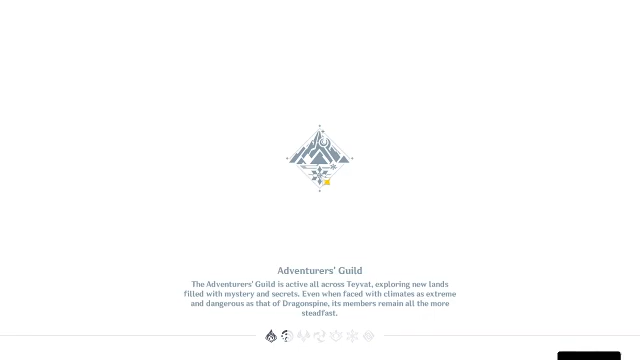 Adventurers' Guild
The Adventurers' Guild is active all across Teyvat, exploring new lands
filled with mystery and secrets. Even when faced with climates as extreme
and dangerous as that of Dragonspine, its members remain all the more
steadfast.